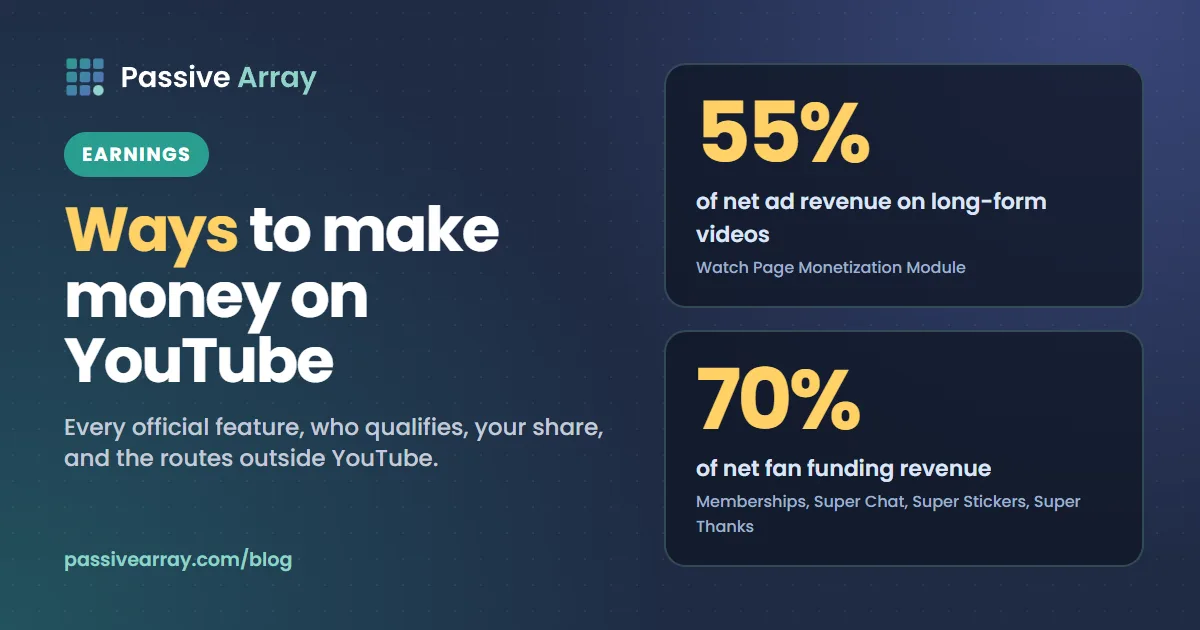 Passive Array
EARNINGS
Ways to make
money on
YouTube
Every official feature, who qualifies, your share,
and the routes outside YouTube.
passivearray.com/blog
55%
of net ad revenue on long-form
videos
Watch Page Monetization Module
70%
of net fan funding revenue
Memberships, Super Chat, Super Stickers, Super
Thanks